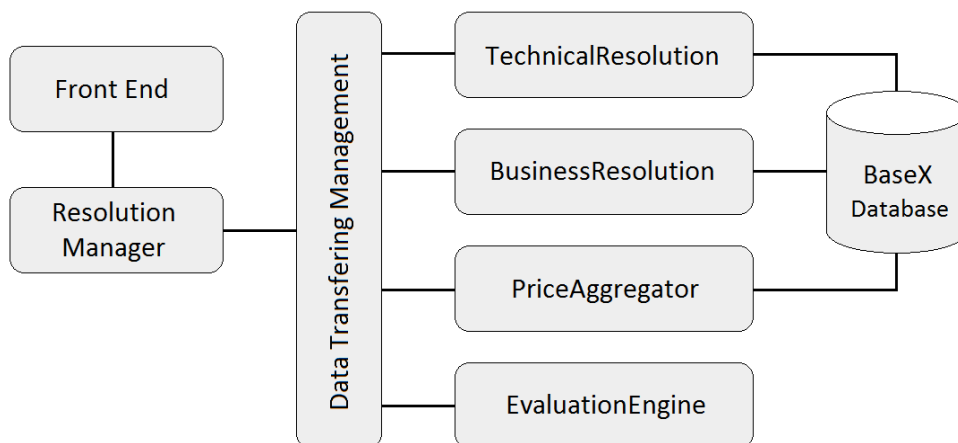 Front End
Resolution
Manager
Data Transfering Management
TechnicalResolution
BusinessResolution
PriceAggregator
EvaluationEngine
BaseX
Database